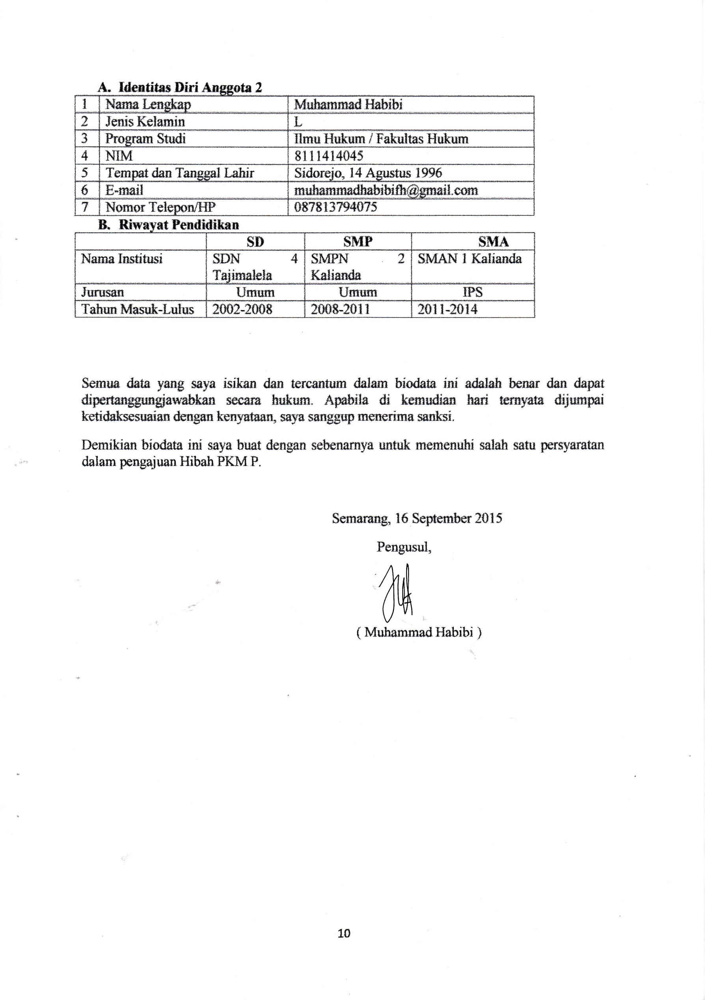 A. Identitas Diri Anggota 2
1 Nama Lengkap Muhammad Habibi
2 Jenis Kelamin L
3 Program Studi Ilmu Hukum / Fakultas Hukum
4 NIM 8111414045
5 Tempat dan Tanggal Lahir Sidorejo, 14 Agustus 1996
6 E-mail muhammadhabibifh@gmail.com
7 Nomor Telepon/HP 087813794075
B. Riwayat Pendidikan
SD SMP SMA
Nama Institusi SDN 4 SMPN 2 SMAN 1 Kalianda
Tajimalela Kalianda
Jurusan Umum Umum IPS
Tahun Masuk-Lulus 2002-2008 2008-2011 2011-2014
Semua data yang saya isikan dan tercantum dalam biodata ini adalah benar dan dapat
dipertanggungjawabkan secara hukum. Apabila di kemudian hari ternyata dijumpai
ketidaksesuaian dengan kenyataan, saya sanggup menerima sanksi.
Demikian biodata ini saya buat dengan sebenarnya untuk memenuhi salah satu persyaratan
dalam pengajuan Hibah PKM P.
Semarang, 16 September 2015
Pengusul,
( Muhammad Habibi )
10